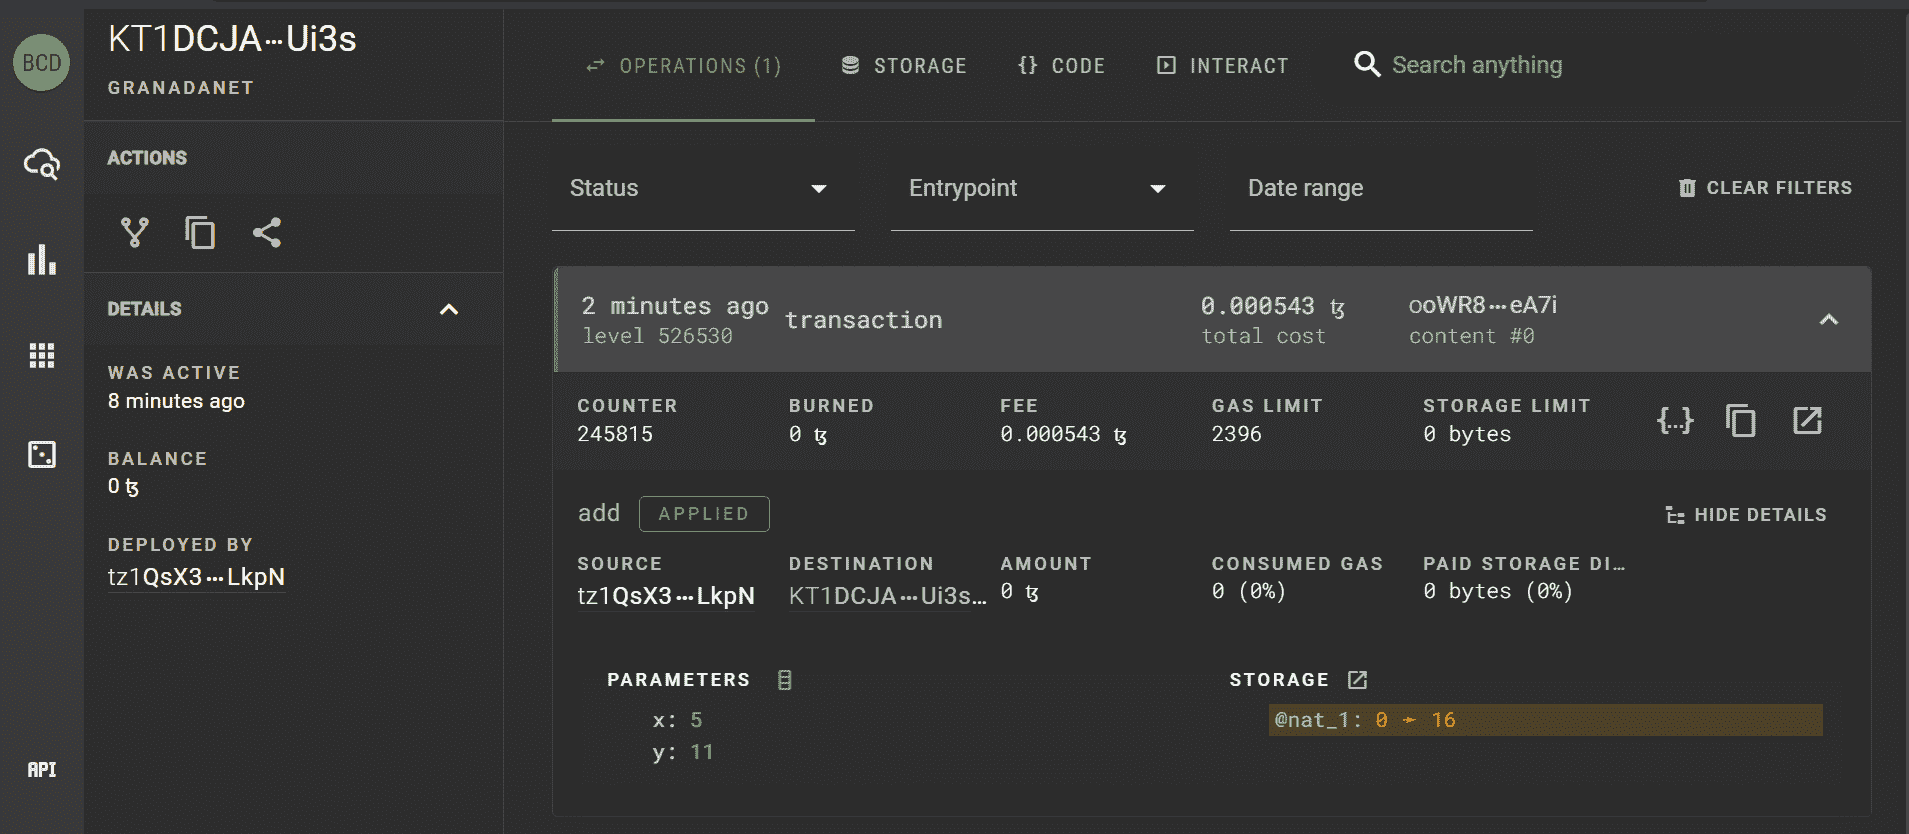 BCD
KT1DCJA···Ui3s
GRANADANET
OPERATIONS (1)
STORAGE
{} CODE
INTERACT
Search anything
ACTIONS
DETAILS
WAS ACTIVE
8 minutes ago
BALANCE
0 ꜩ
DEPLOYED BY
tz1QsX3···LkpN
API
Status
Entrypoint
Date range
CLEAR FILTERS
2 minutes ago
level 526530
transaction
0.000543 ꜩ
total cost
ooWR8···eA7i
content #0
COUNTER
245815
BURNED
0 ꜩ
FEE
0.000543 ꜩ
GAS LIMIT
2396
STORAGE LIMIT
0 bytes
{...}
add
APPLIED
HIDE DETAILS
SOURCE
tz1QsX3···LkpN
DESTINATION
KT1DCJA···Ui3s...
AMOUNT
0 ꜩ
CONSUMED GAS
0 (0%)
PAID STORAGE DI...
0 bytes (0%)
PARAMETERS
x: 5
y: 11
STORAGE
@nat_1: 0 → 16